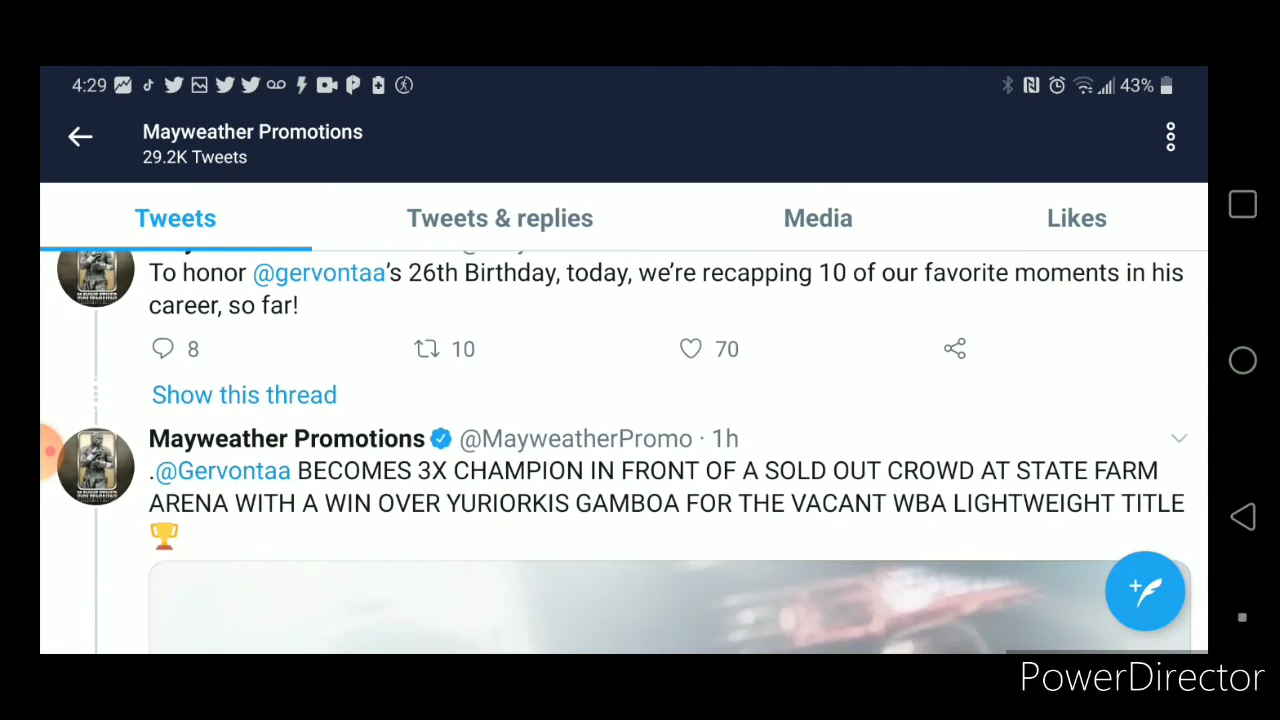 4:29 43%
Mayweather Promotions
29.2K Tweets
Tweets Tweets & replies Media Likes
To honor @gervontaa's 26th Birthday, today, we're recapping 10 of our favorite moments in his
career, so far!
8 10 70
Show this thread
Mayweather Promotions @MayweatherPromo · 1h
.@Gervontaa BECOMES 3X CHAMPION IN FRONT OF A SOLD OUT CROWD AT STATE FARM
ARENA WITH A WIN OVER YURIORKIS GAMBOA FOR THE VACANT WBA LIGHTWEIGHT TITLE
PowerDirector